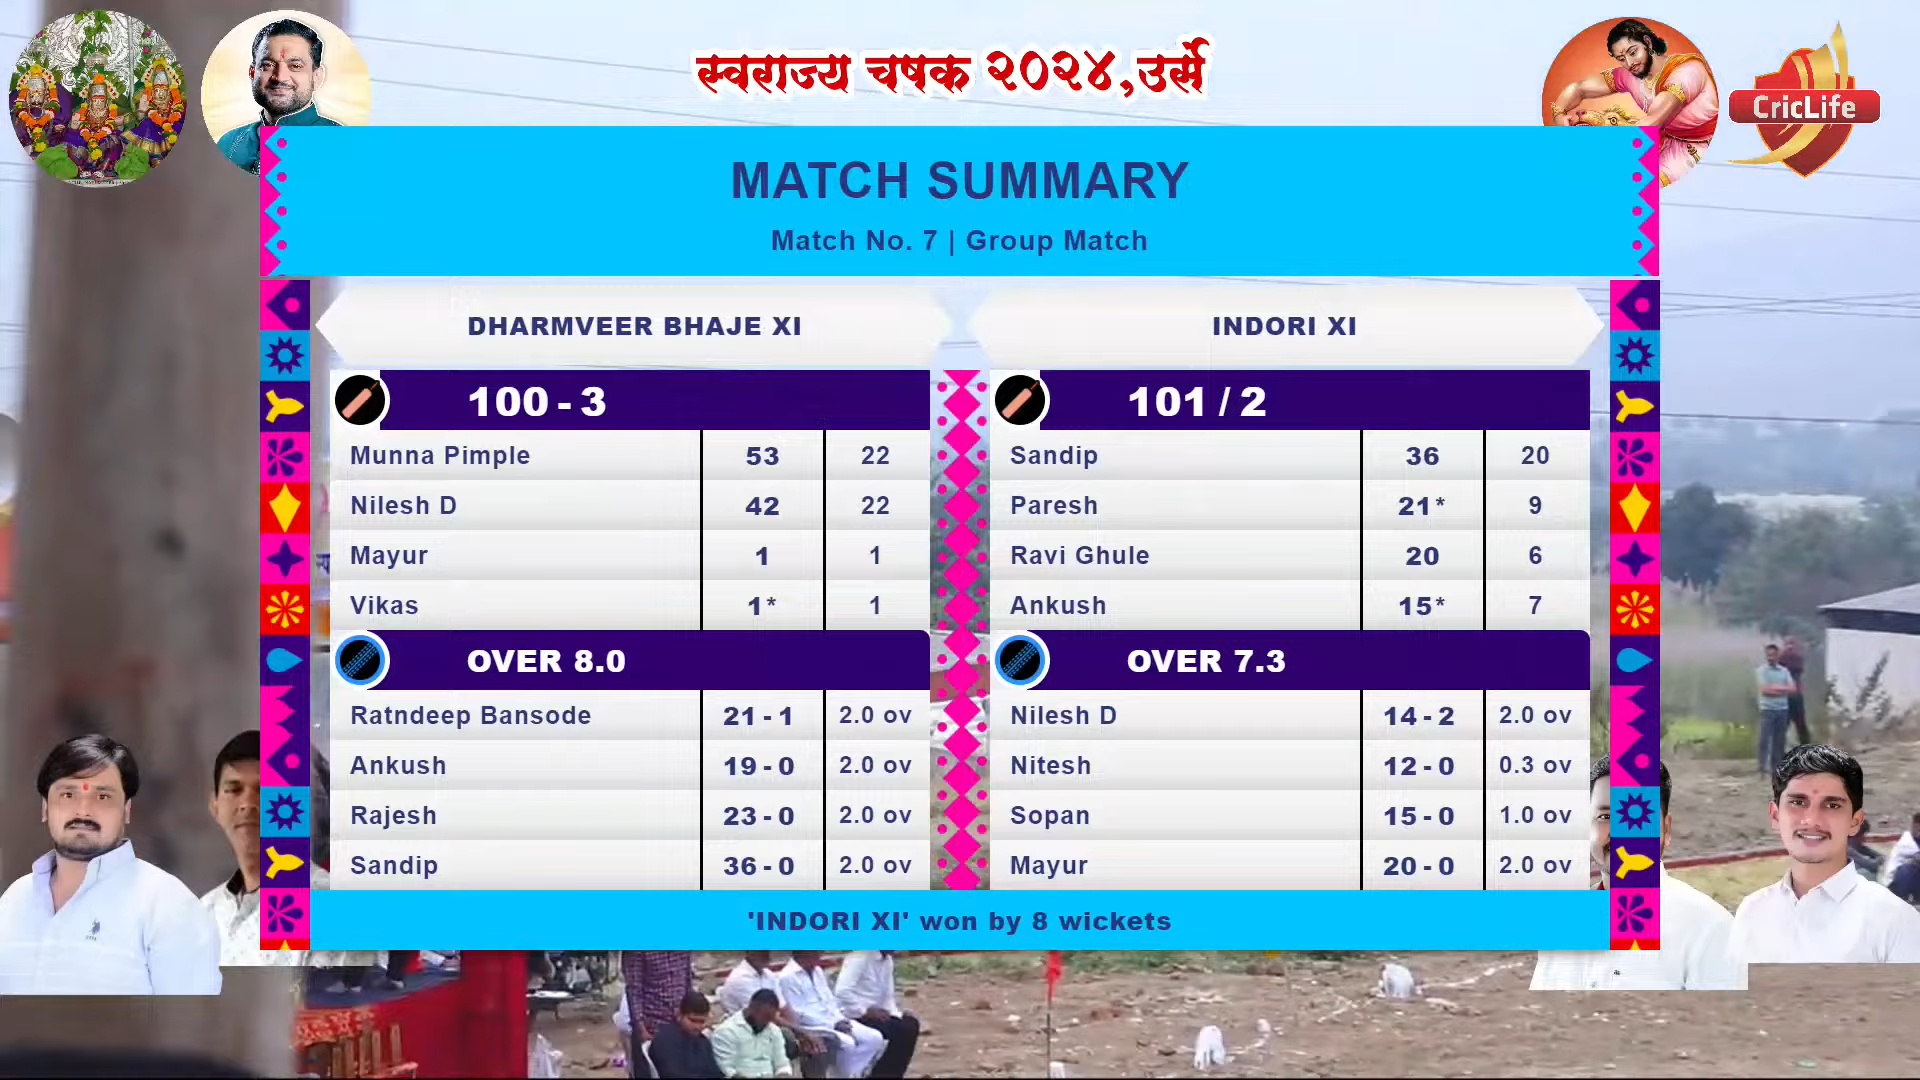 स्वराज्य चषक २०२४,उर्से
CricLife
MATCH SUMMARY
Match No. 7 | Group Match
DHARMVEER BHAJE XI
100 - 3
Munna Pimple 53 22
Nilesh D 42 22
Mayur 1 1
Vikas 1* 1
OVER 8.0
Ratndeep Bansode 21 - 1 2.0 ov
Ankush 19 - 0 2.0 ov
Rajesh 23 - 0 2.0 ov
Sandip 36 - 0 2.0 ov
INDORI XI
101 / 2
Sandip 36 20
Paresh 21* 9
Ravi Ghule 20 6
Ankush 15* 7
OVER 7.3
Nilesh D 14 - 2 2.0 ov
Nitesh 12 - 0 0.3 ov
Sopan 15 - 0 1.0 ov
Mayur 20 - 0 2.0 ov
'INDORI XI' won by 8 wickets